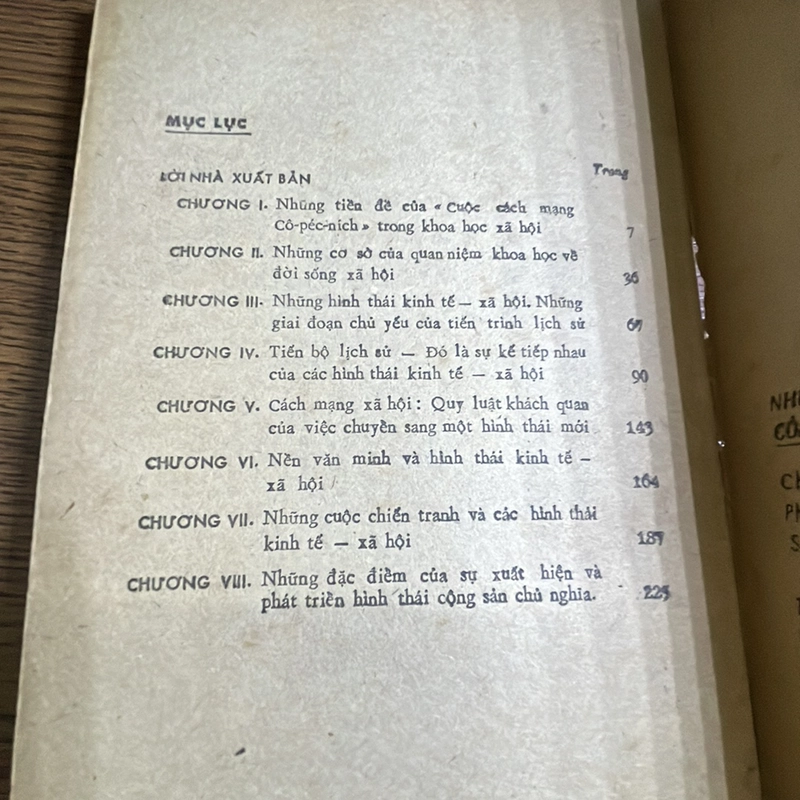 MỤC LỤC
Trang
LỜI NHÀ XUẤT BẢN
CHƯƠNG I. Những tiền đề của « Cuộc cách mạng
Cô-péc-ních » trong khoa học xã hội 7
CHƯƠNG II. Những cơ sở của quan niệm khoa học về
đời sống xã hội 36
CHƯƠNG III. Những hình thái kinh tế — xã hội. Những
giai đoạn chủ yếu của tiến trình lịch sử 67
CHƯƠNG IV. Tiến bộ lịch sử — Đó là sự kế tiếp nhau
của các hình thái kinh tế — xã hội 90
CHƯƠNG V. Cách mạng xã hội: Quy luật khách quan
của việc chuyển sang một hình thái mới 143
CHƯƠNG VI. Nền văn minh và hình thái kinh tế —
xã hội 164
CHƯƠNG VII. Những cuộc chiến tranh và các hình thái
kinh tế — xã hội 187
CHƯƠNG VIII. Những đặc điểm của sự xuất hiện và
phát triển hình thái cộng sản chủ nghia. 225